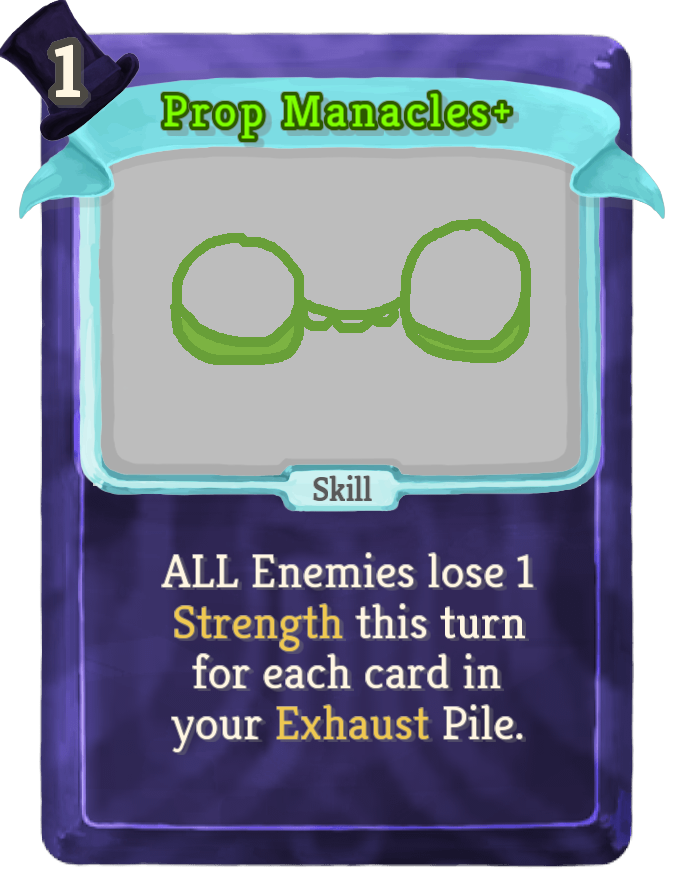 1
Prop Manacles+
Skill
ALL Enemies lose 1
Strength this turn
for each card in
your Exhaust Pile.